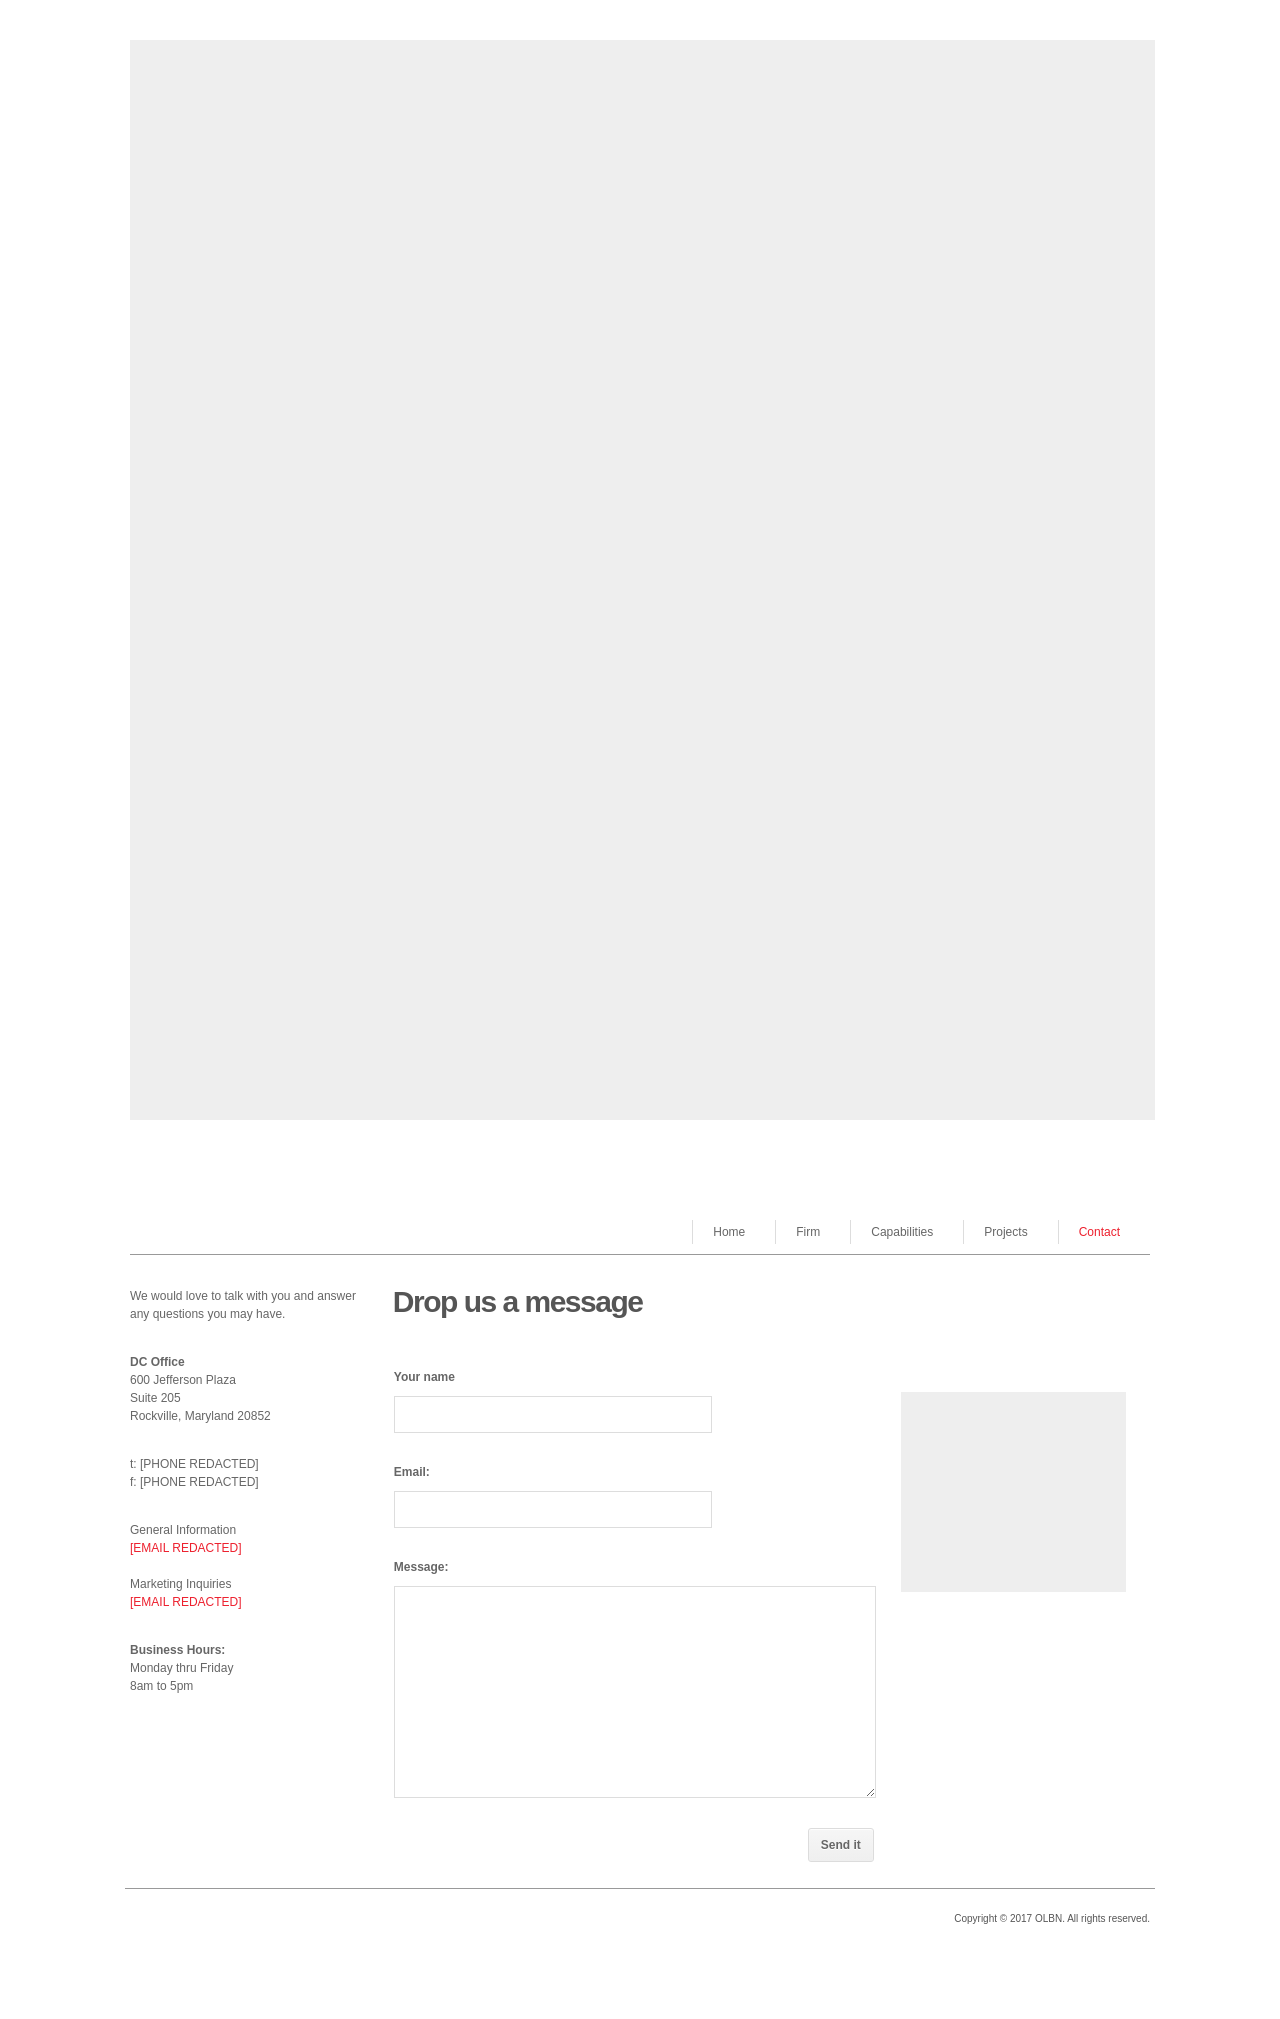 Home
Firm
Capabilities
Projects
Contact
We would love to talk with you and answer
any questions you may have.
DC Office
600 Jefferson Plaza
Suite 205
Rockville, Maryland 20852
t: [PHONE REDACTED]
f: [PHONE REDACTED]
General Information
[EMAIL REDACTED]
Marketing Inquiries
[EMAIL REDACTED]
Business Hours:
Monday thru Friday
8am to 5pm
Drop us a message
Your name
Email:
Message:
Send it
Copyright © 2017 OLBN. All rights reserved.